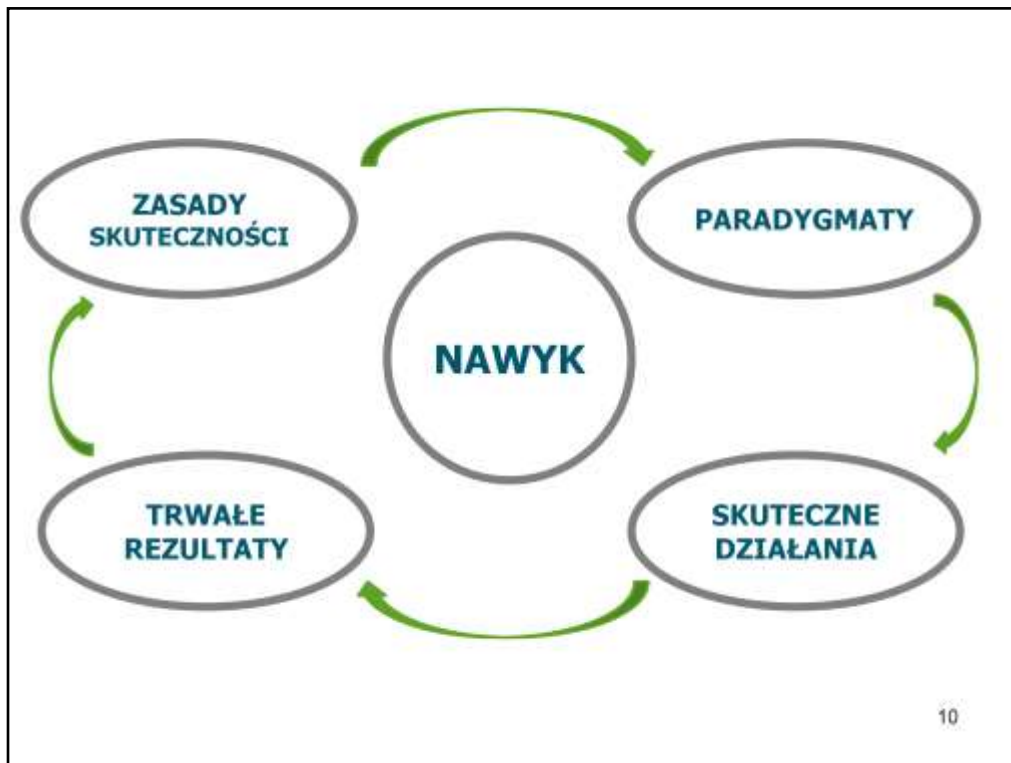 ZASADY
SKUTECZNOŚCI
PARADYGMATY
NAWYK
TRWAŁE
REZULTATY
SKUTECZNE
DZIAŁANIA
10